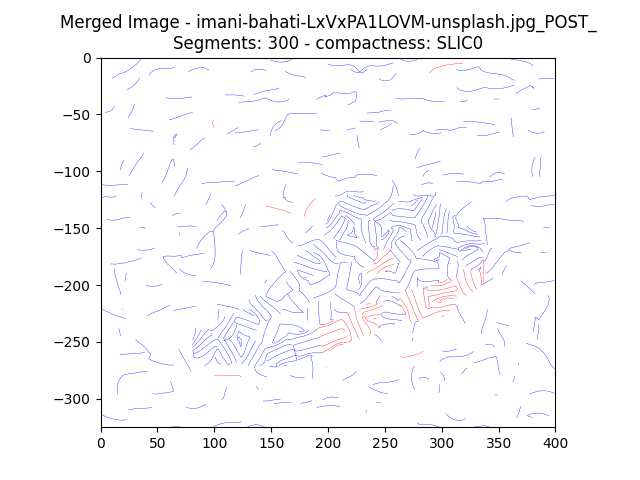 Merged Image - imani-bahati-LxVxPA1LOVM-unsplash.jpg_POST_
Segments: 300 - compactness: SLIC0
0
−50
−100
−150
−200
−250
−300
0 50 100 150 200 250 300 350 400